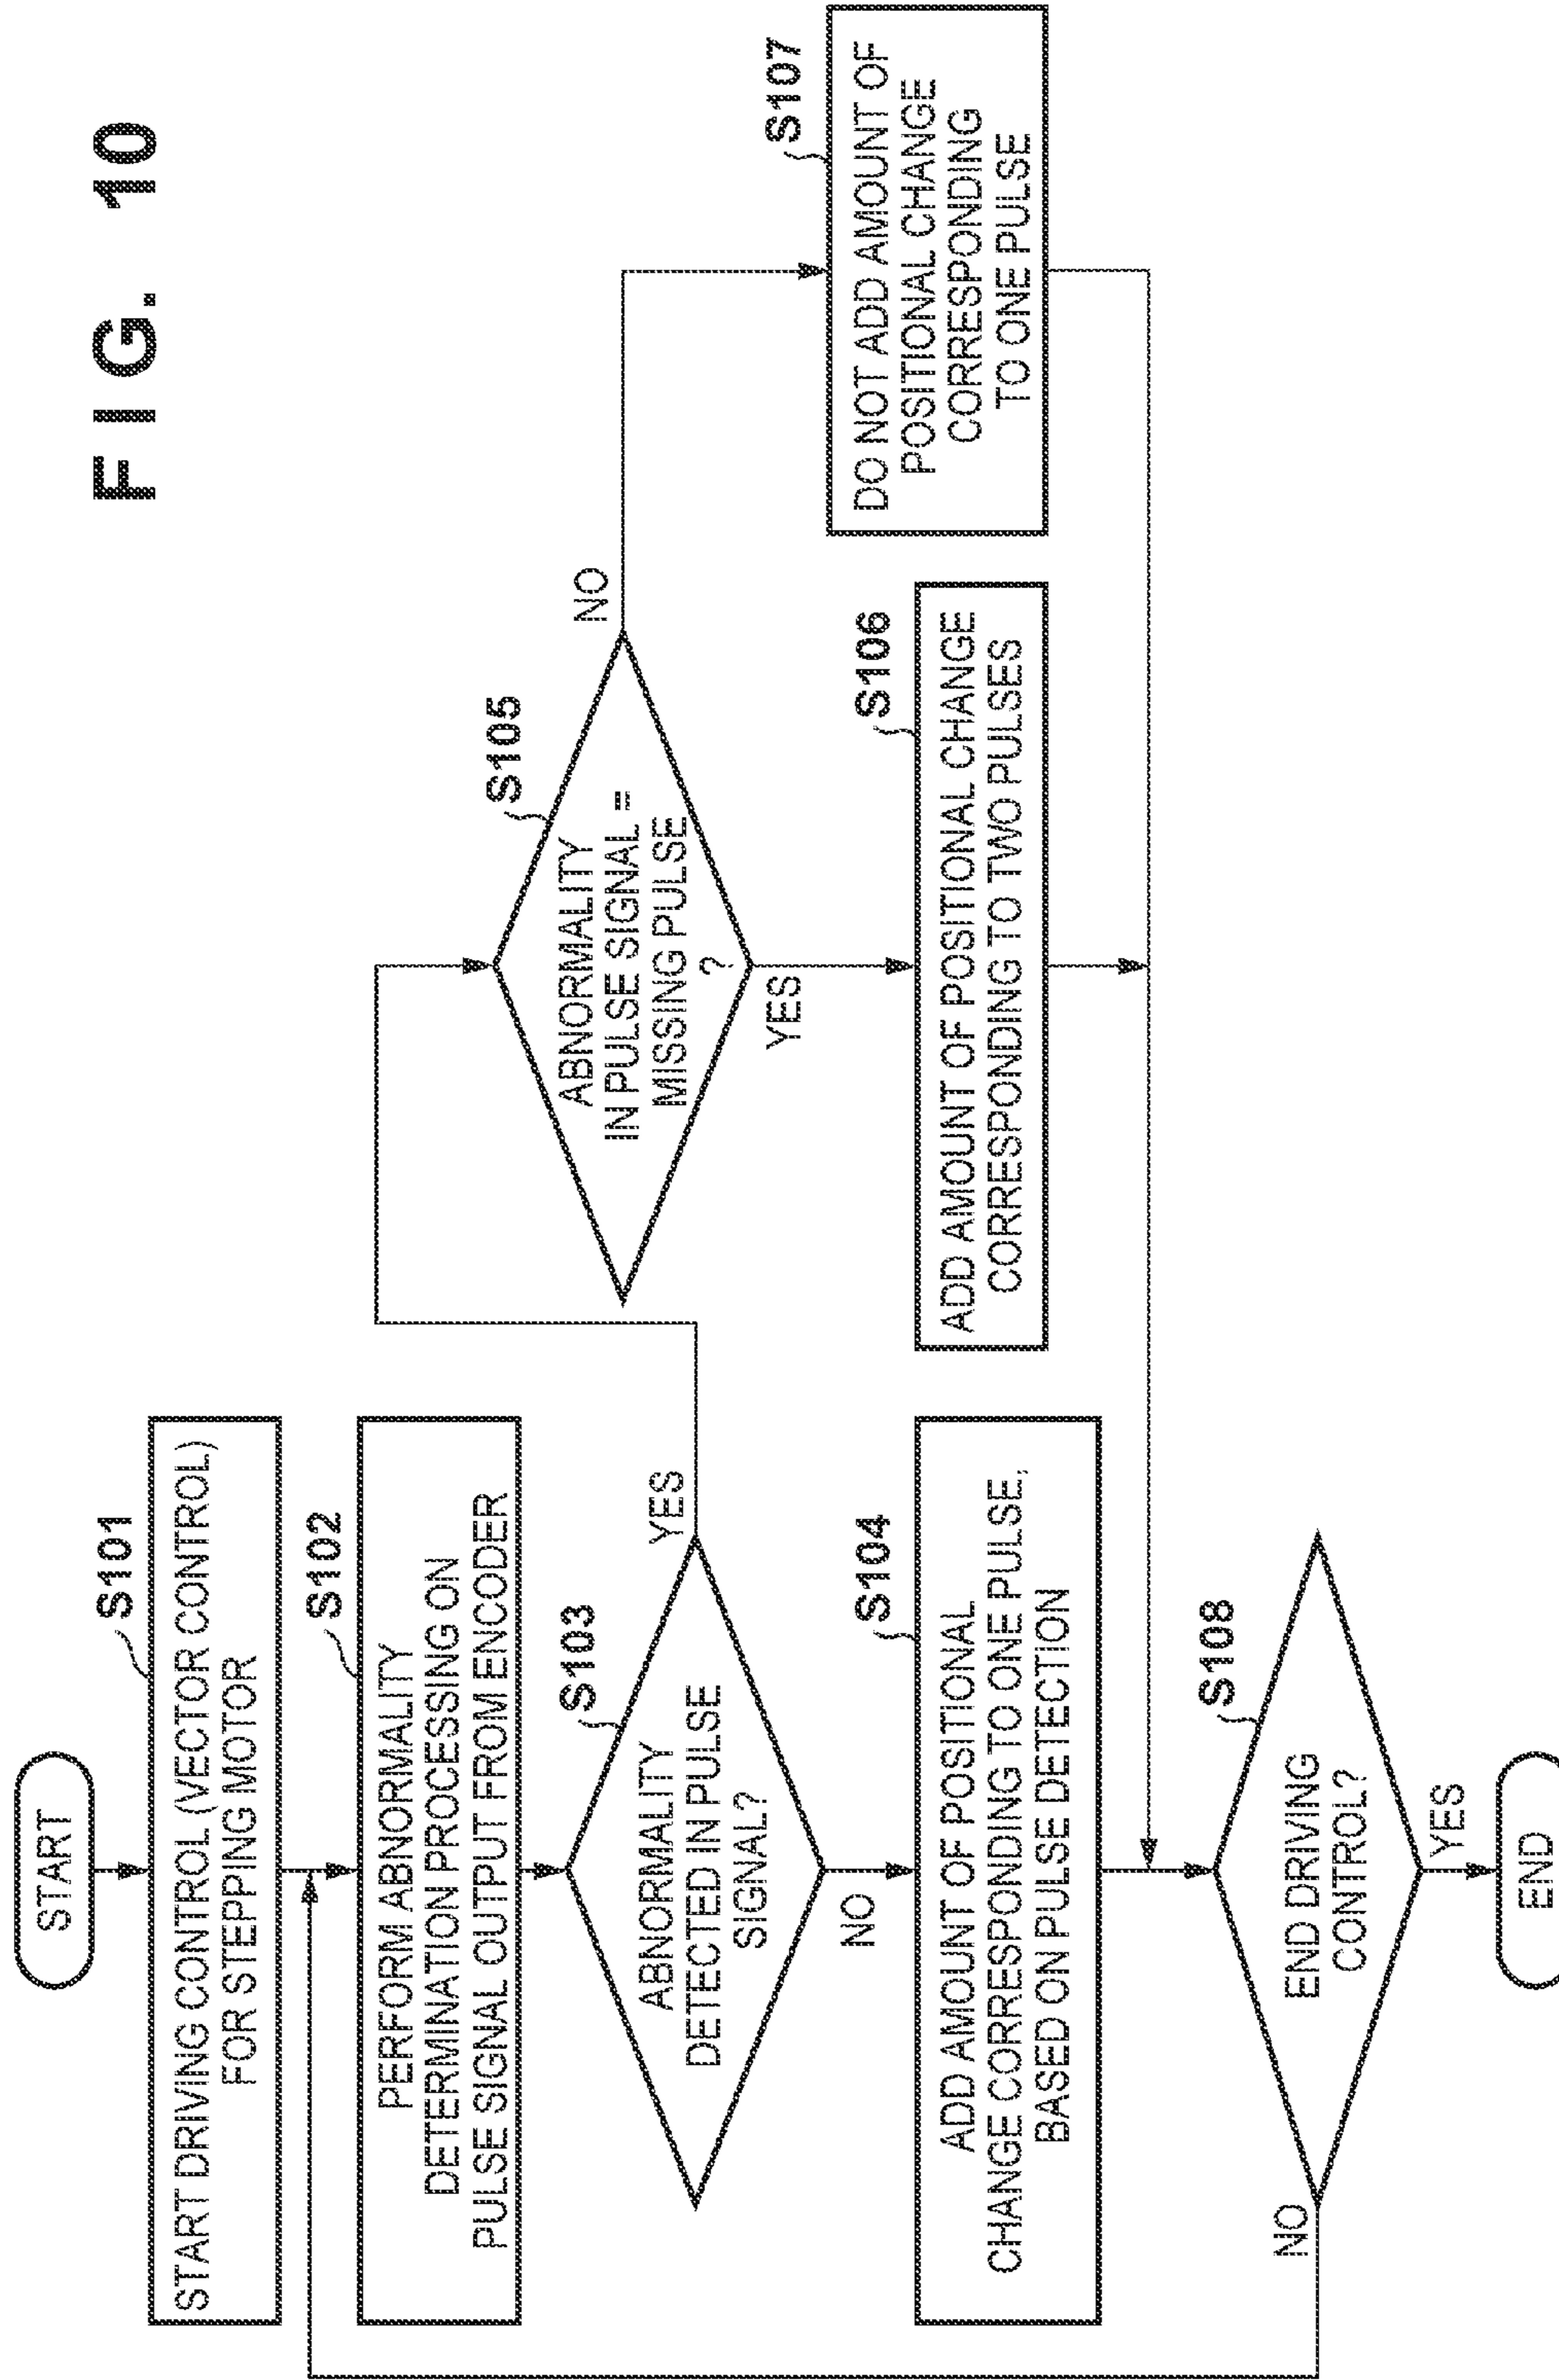 FIG. 10
START
S101
START DRIVING CONTROL (VECTOR CONTROL)
FOR STEPPING MOTOR
S102
PERFORM ABNORMALITY
DETERMINATION PROCESSING ON
PULSE SIGNAL OUTPUT FROM ENCODER
S103
ABNORMALITY
DETECTED IN PULSE
SIGNAL?
YES
NO
S104
ADD AMOUNT OF POSITIONAL
CHANGE CORRESPONDING TO ONE PULSE,
BASED ON PULSE DETECTION
S105
ABNORMALITY
IN PULSE SIGNAL =
MISSING PULSE
?
NO
YES
S106
ADD AMOUNT OF POSITIONAL CHANGE
CORRESPONDING TO TWO PULSES
S107
DO NOT ADD AMOUNT OF
POSITIONAL CHANGE
CORRESPONDING
TO ONE PULSE
S108
END DRIVING
CONTROL?
NO
YES
END